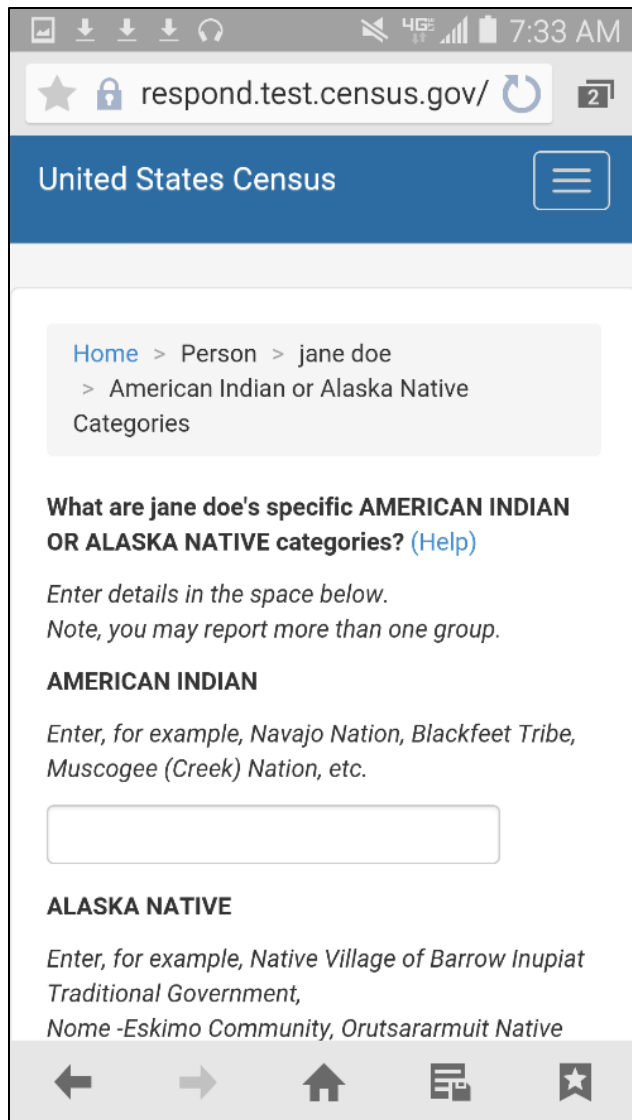 4G 7:33 AM
respond.test.census.gov/ 2
United States Census
Home > Person > jane doe
> American Indian or Alaska Native
Categories
What are jane doe's specific AMERICAN INDIAN
OR ALASKA NATIVE categories? (Help)
Enter details in the space below.
Note, you may report more than one group.
AMERICAN INDIAN
Enter, for example, Navajo Nation, Blackfeet Tribe,
Muscogee (Creek) Nation, etc.
ALASKA NATIVE
Enter, for example, Native Village of Barrow Inupiat
Traditional Government,
Nome -Eskimo Community, Orutsararmuit Native